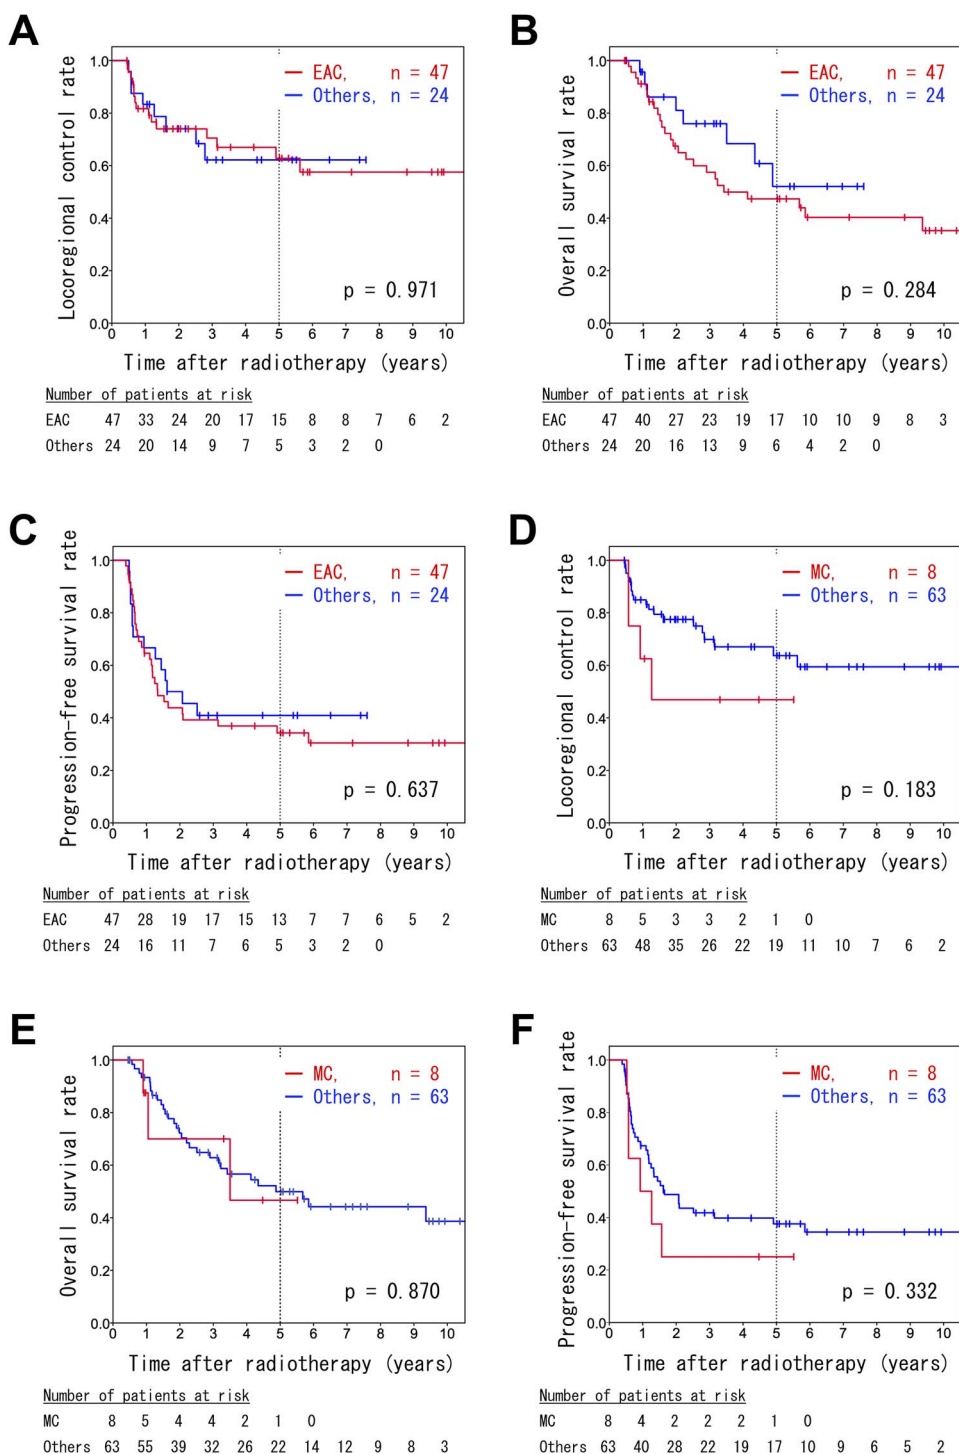 A
Locoregional control rate
1.0
0.8
0.6
0.4
0.2
0.0
EAC, n = 47
Others, n = 24
p = 0.971
0 1 2 3 4 5 6 7 8 9 10
Time after radiotherapy (years)
Number of patients at risk
EAC 47 33 24 20 17 15 8 8 7 6 2
Others 24 20 14 9 7 5 3 2 0
B
Overall survival rate
1.0
0.8
0.6
0.4
0.2
0.0
EAC, n = 47
Others, n = 24
p = 0.284
0 1 2 3 4 5 6 7 8 9 10
Time after radiotherapy (years)
Number of patients at risk
EAC 47 40 27 23 19 17 10 10 9 8 3
Others 24 20 16 13 9 6 4 2 0
C
Progression-free survival rate
1.0
0.8
0.6
0.4
0.2
0.0
EAC, n = 47
Others, n = 24
p = 0.637
0 1 2 3 4 5 6 7 8 9 10
Time after radiotherapy (years)
Number of patients at risk
EAC 47 28 19 17 15 13 7 7 6 5 2
Others 24 16 11 7 6 5 3 2 0
D
Locoregional control rate
1.0
0.8
0.6
0.4
0.2
0.0
MC, n = 8
Others, n = 63
p = 0.183
0 1 2 3 4 5 6 7 8 9 10
Time after radiotherapy (years)
Number of patients at risk
MC 8 5 3 3 2 1 0
Others 63 48 35 26 22 19 11 10 7 6 2
E
Overall survival rate
1.0
0.8
0.6
0.4
0.2
0.0
MC, n = 8
Others, n = 63
p = 0.870
0 1 2 3 4 5 6 7 8 9 10
Time after radiotherapy (years)
Number of patients at risk
MC 8 5 4 4 2 1 0
Others 63 55 39 32 26 22 14 12 9 8 3
F
Progression-free survival rate
1.0
0.8
0.6
0.4
0.2
0.0
MC, n = 8
Others, n = 63
p = 0.332
0 1 2 3 4 5 6 7 8 9 10
Time after radiotherapy (years)
Number of patients at risk
MC 8 4 2 2 2 1 0
Others 63 40 28 22 19 17 10 9 6 5 2